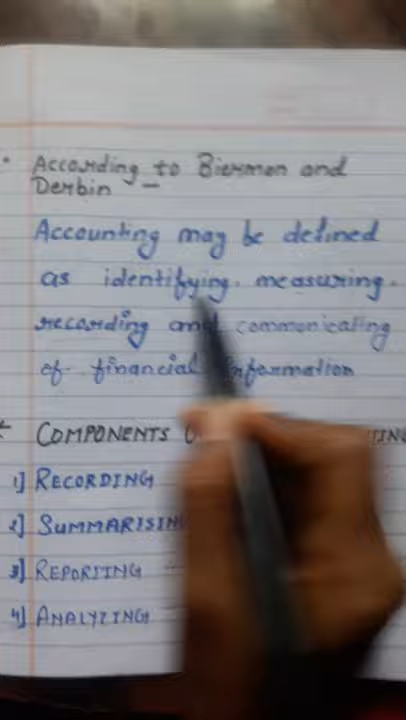 According to Bierman and
Derbin -
Accounting may be defined
as identifying, measuring,
recording and communicating
of financial information
COMPONENTS
1] RECORDING
2] SUMMARISIN
3] REPORTING
4] ANALYZING